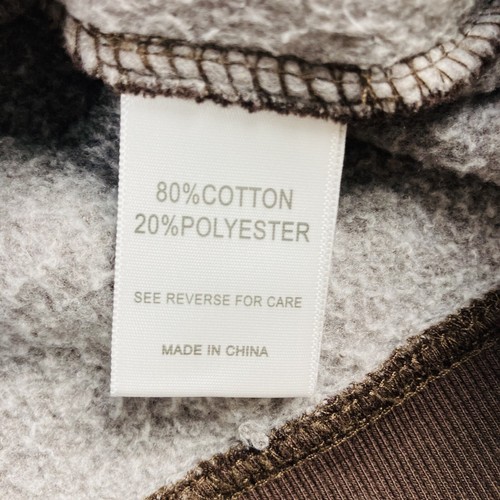 80%COTTON
20%POLYESTER
SEE REVERSE FOR CARE
MADE IN CHINA